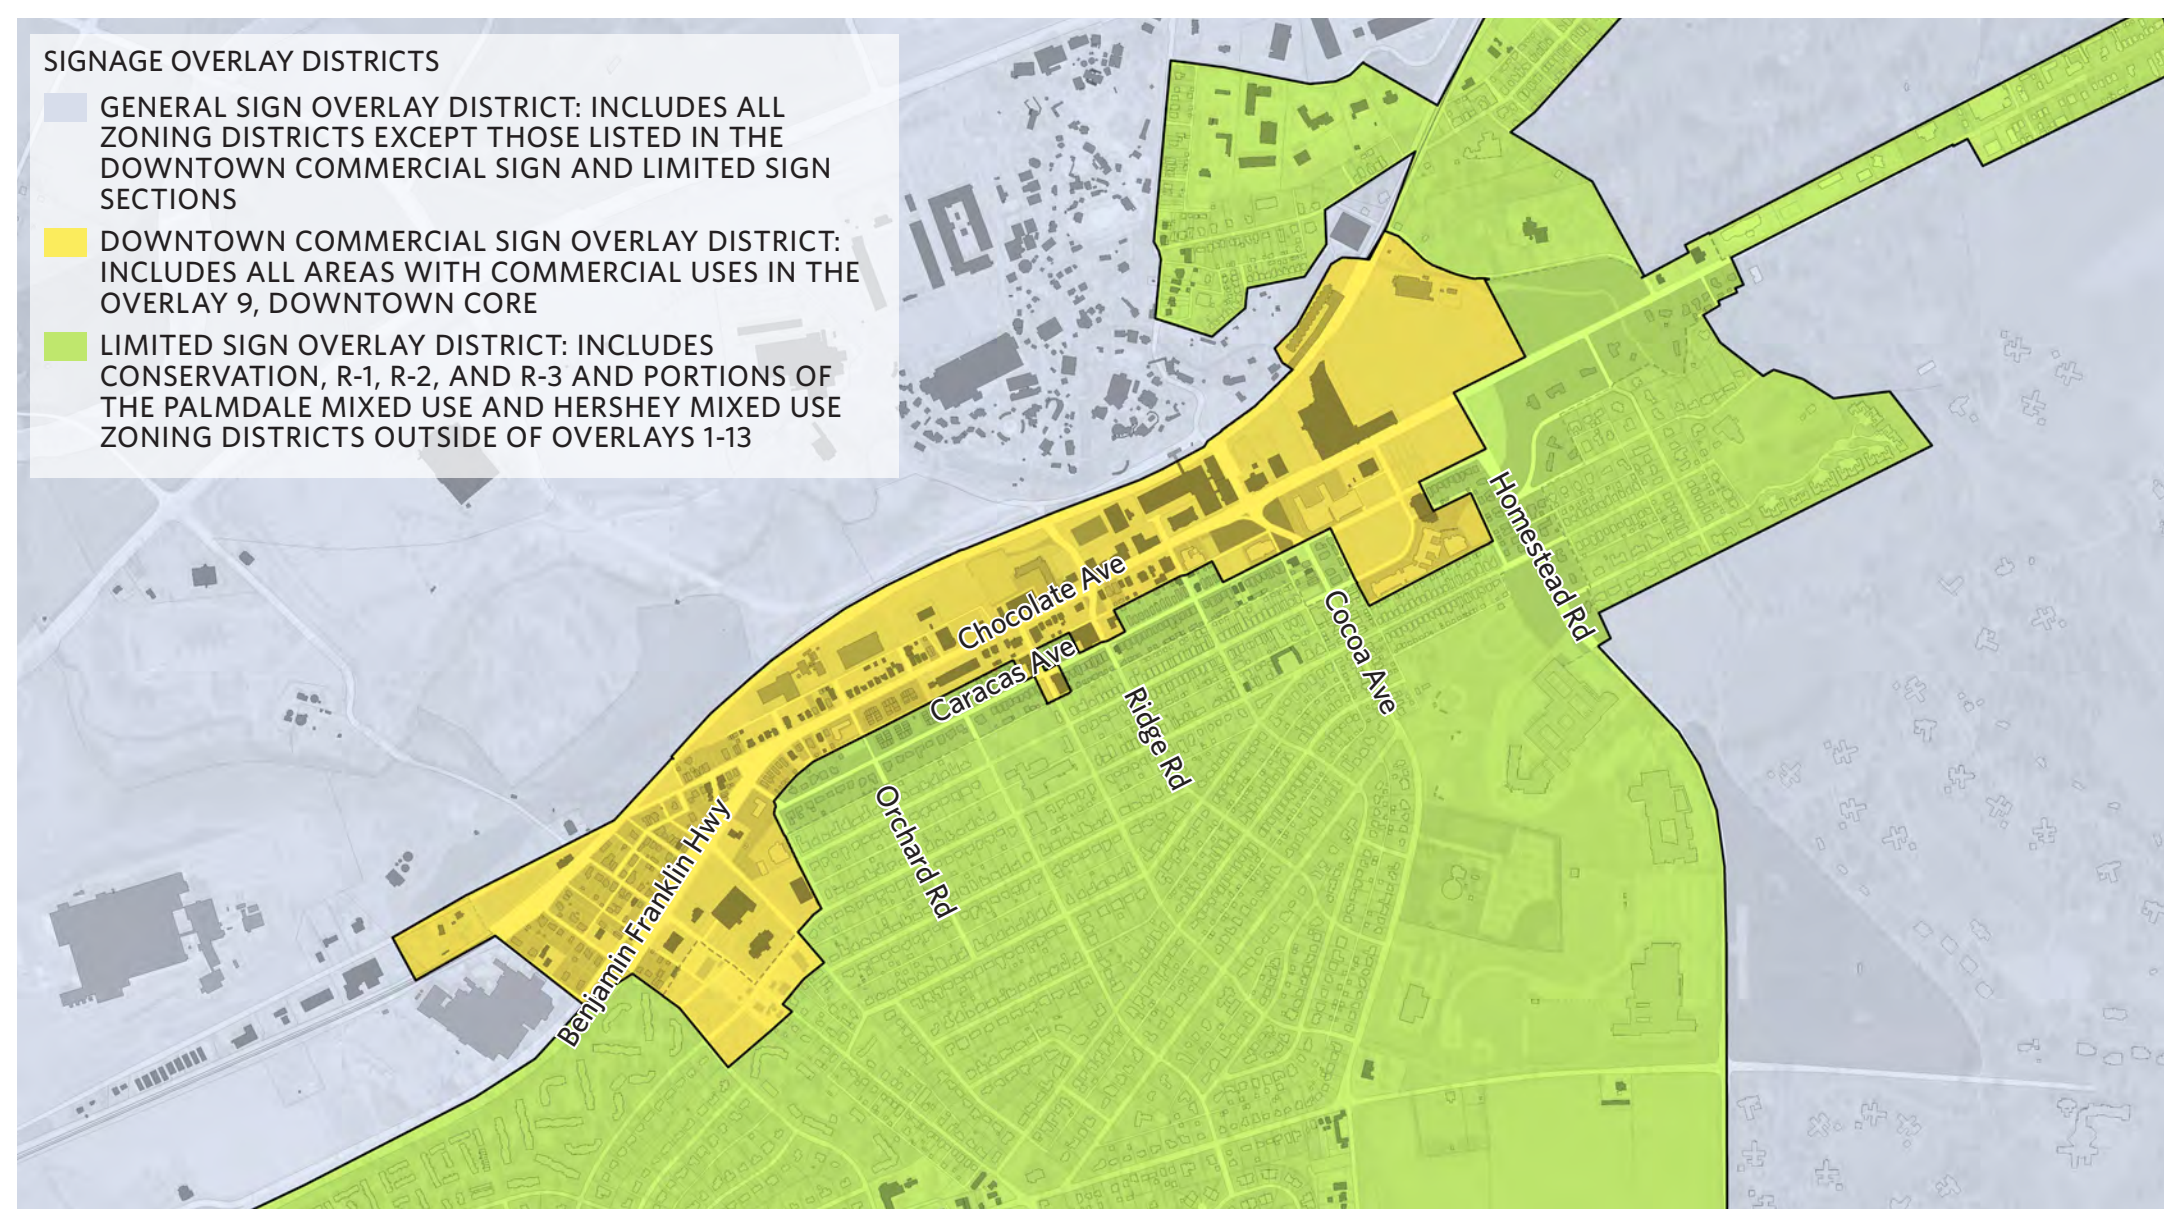 SIGNAGE OVERLAY DISTRICTS
GENERAL SIGN OVERLAY DISTRICT: INCLUDES ALL
ZONING DISTRICTS EXCEPT THOSE LISTED IN THE
DOWNTOWN COMMERCIAL SIGN AND LIMITED SIGN
SECTIONS
DOWNTOWN COMMERCIAL SIGN OVERLAY DISTRICT:
INCLUDES ALL AREAS WITH COMMERCIAL USES IN THE
OVERLAY 9, DOWNTOWN CORE
LIMITED SIGN OVERLAY DISTRICT: INCLUDES
CONSERVATION, R-1, R-2, AND R-3 AND PORTIONS OF
THE PALMDALE MIXED USE AND HERSHEY MIXED USE
ZONING DISTRICTS OUTSIDE OF OVERLAYS 1-13
Homestead Rd
Chocolate Ave
Cocoa Ave
Caracas Ave
Ridge Rd
Orchard Rd
Benjamin Franklin Hwy